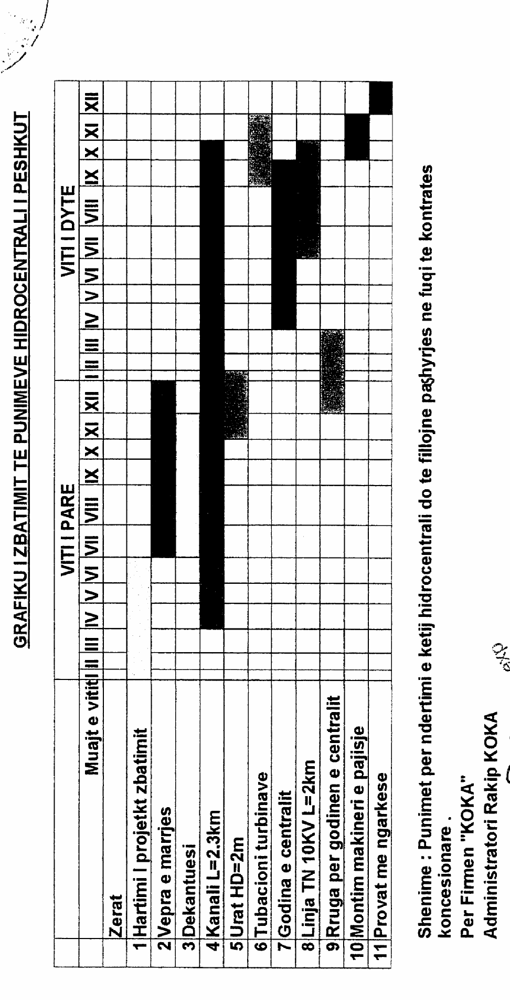 GRAFIKU I ZBATIMIT TE PUNIMEVE HIDROCENTRALI I PESHKUT
VITI I PARE VITI I DYTE
Muajt e vitit I II III IV V VI VII VIII IX X XI XII I II III IV V VI VII VIII IX X XI XII
Zerat
1 Hartimi I projetkt zbatimit
2 Vepra e marrjes
3 Dekantuesi
4 Kanali L=2.3km
5 Urat HD=2m
6 Tubacioni turbinave
7 Godina e centralit
8 Linja TN 10KV L=2km
9 Rruga per godinen e centralit
10 Montim makineri e pajisje
11 Provat me ngarkese
Shenime : Punimet per ndertimi e ketij hidrocentrali do te fillojne pas hyrjes ne fuqi te kontrates
koncesionare .
Per Firmen "KOKA"
Administratori Rakip KOKA
exp